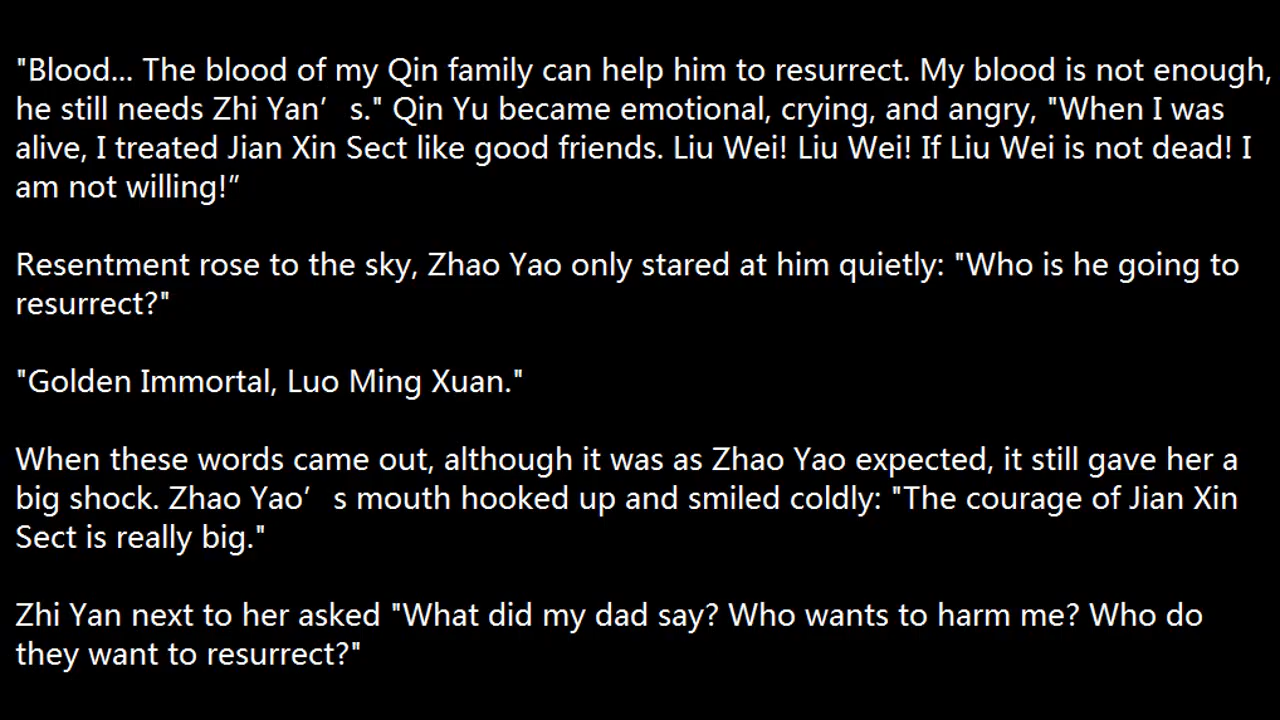 "Blood... The blood of my Qin family can help him to resurrect. My blood is not enough,
he still needs Zhi Yan’ s." Qin Yu became emotional, crying, and angry, "When I was
alive, I treated Jian Xin Sect like good friends. Liu Wei! Liu Wei! If Liu Wei is not dead! I
am not willing!”
Resentment rose to the sky, Zhao Yao only stared at him quietly: "Who is he going to
resurrect?"
"Golden Immortal, Luo Ming Xuan."
When these words came out, although it was as Zhao Yao expected, it still gave her a
big shock. Zhao Yao’ s mouth hooked up and smiled coldly: "The courage of Jian Xin
Sect is really big."
Zhi Yan next to her asked "What did my dad say? Who wants to harm me? Who do
they want to resurrect?"